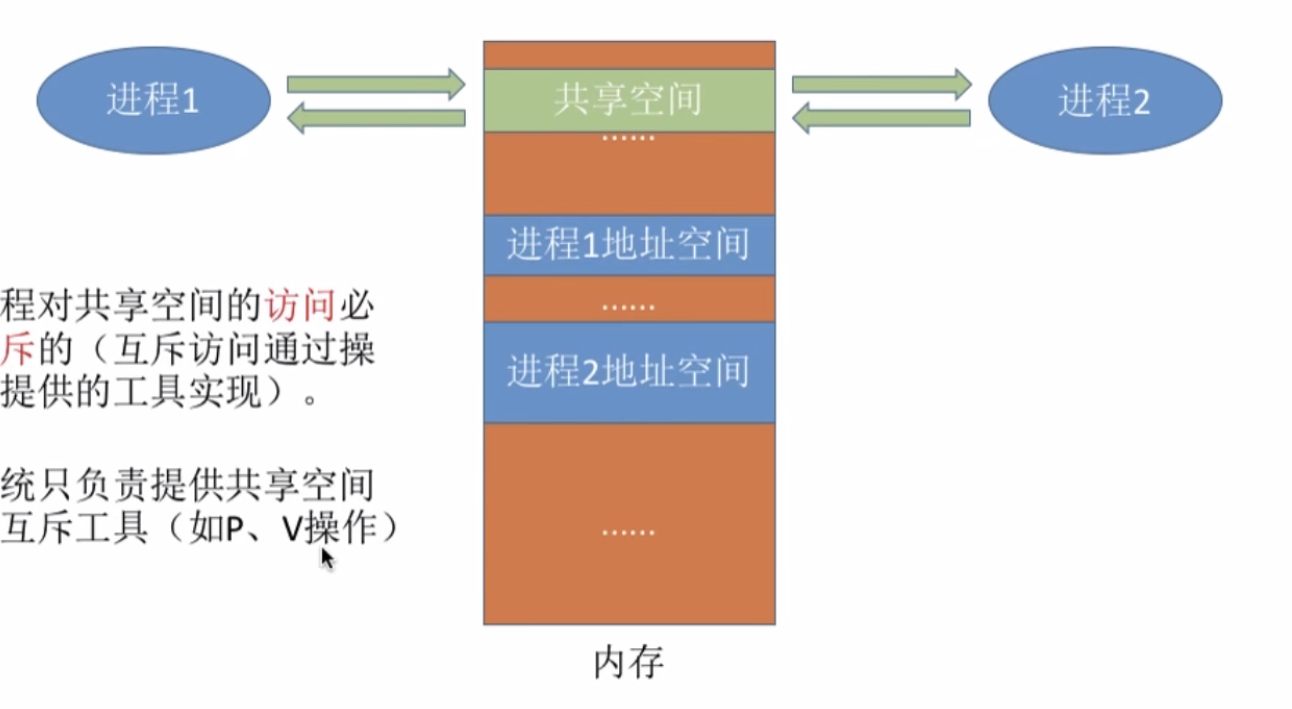 进程1
共享空间
进程2
......
进程1地址空间
......
进程2地址空间
......
内存
程对共享空间的访问必
斥的（互斥访问通过操
提供的工具实现）。
统只负责提供共享空间
互斥工具（如P、V操作）